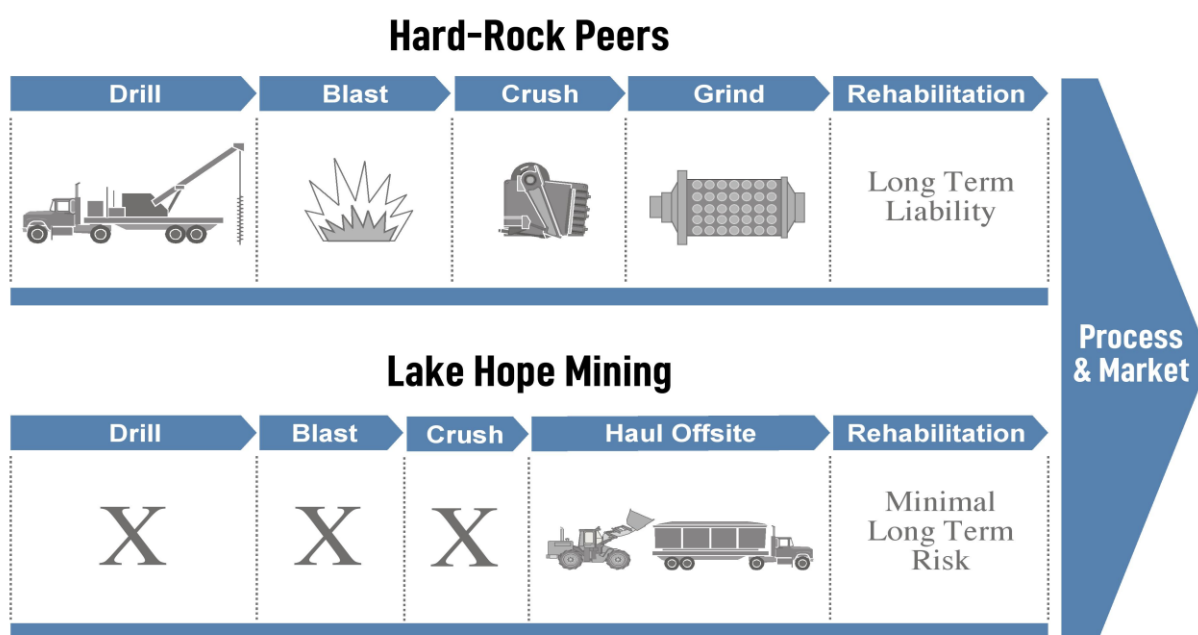 Hard-Rock Peers
Drill
Blast
Crush
Grind
Rehabilitation
Long Term
Liability
Process
& Market
Lake Hope Mining
Drill
Blast
Crush
Haul Offsite
Rehabilitation
X
X
X
Minimal
Long Term
Risk